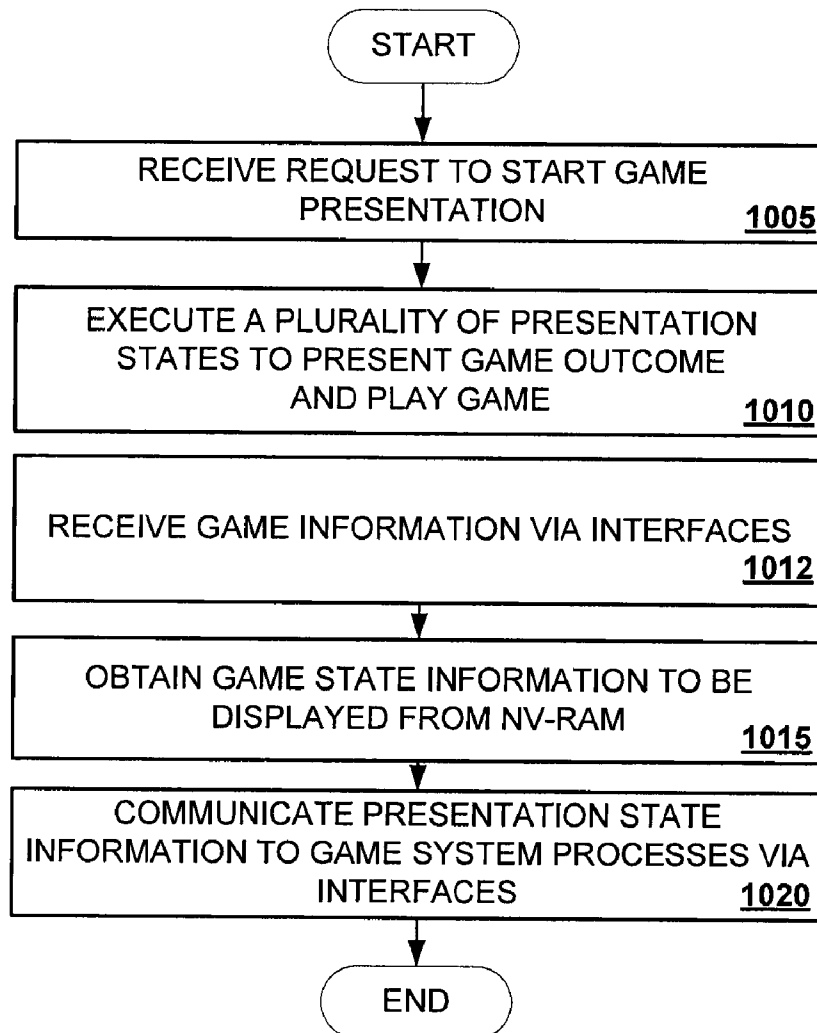 START
RECEIVE REQUEST TO START GAME
PRESENTATION
1005
EXECUTE A PLURALITY OF PRESENTATION
STATES TO PRESENT GAME OUTCOME
AND PLAY GAME
1010
RECEIVE GAME INFORMATION VIA INTERFACES
1012
OBTAIN GAME STATE INFORMATION TO BE
DISPLAYED FROM NV-RAM
1015
COMMUNICATE PRESENTATION STATE
INFORMATION TO GAME SYSTEM PROCESSES VIA
INTERFACES
1020
END